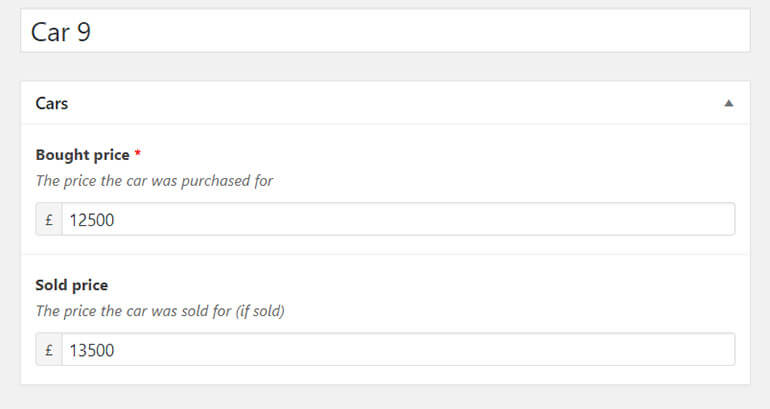 Car 9
Cars
Bought price *
The price the car was purchased for
£ 12500
Sold price
The price the car was sold for (if sold)
£ 13500